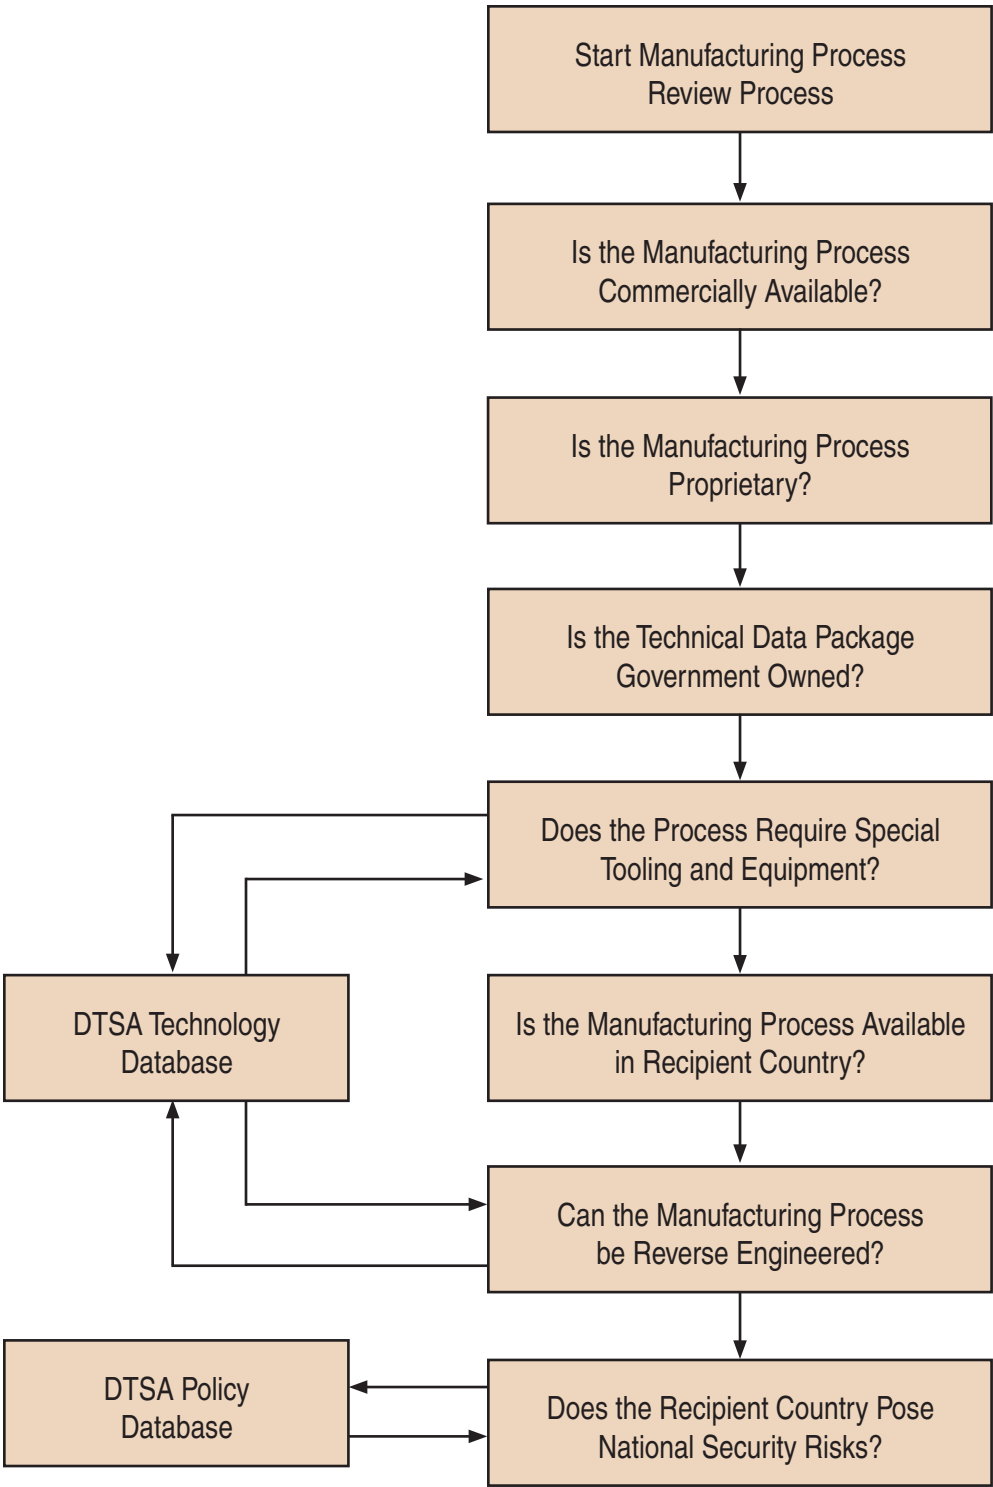 Start Manufacturing Process
Review Process
Is the Manufacturing Process
Commercially Available?
Is the Manufacturing Process
Proprietary?
Is the Technical Data Package
Government Owned?
Does the Process Require Special
Tooling and Equipment?
DTSA Technology
Database
Is the Manufacturing Process Available
in Recipient Country?
Can the Manufacturing Process
be Reverse Engineered?
DTSA Policy
Database
Does the Recipient Country Pose
National Security Risks?